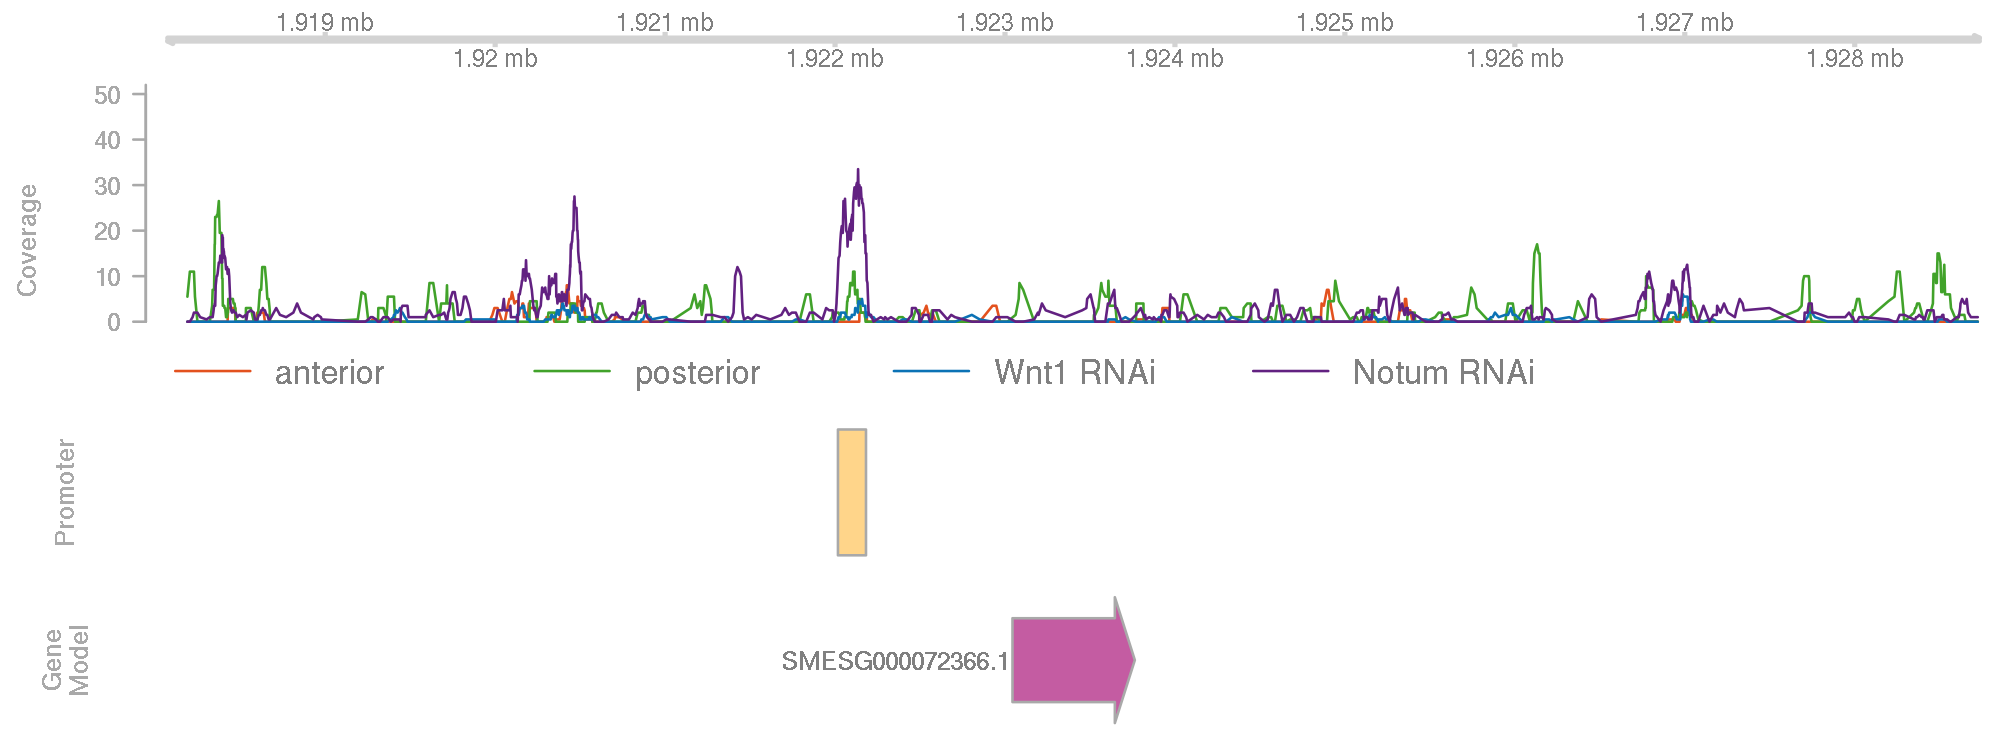 1.919 mb 1.921 mb 1.923 mb 1.925 mb 1.927 mb
1.92 mb 1.922 mb 1.924 mb 1.926 mb 1.928 mb
50
40
30
20
10
0
Coverage
anterior posterior Wnt1 RNAi Notum RNAi
Promoter
Gene
Model
SMESG000072366.1